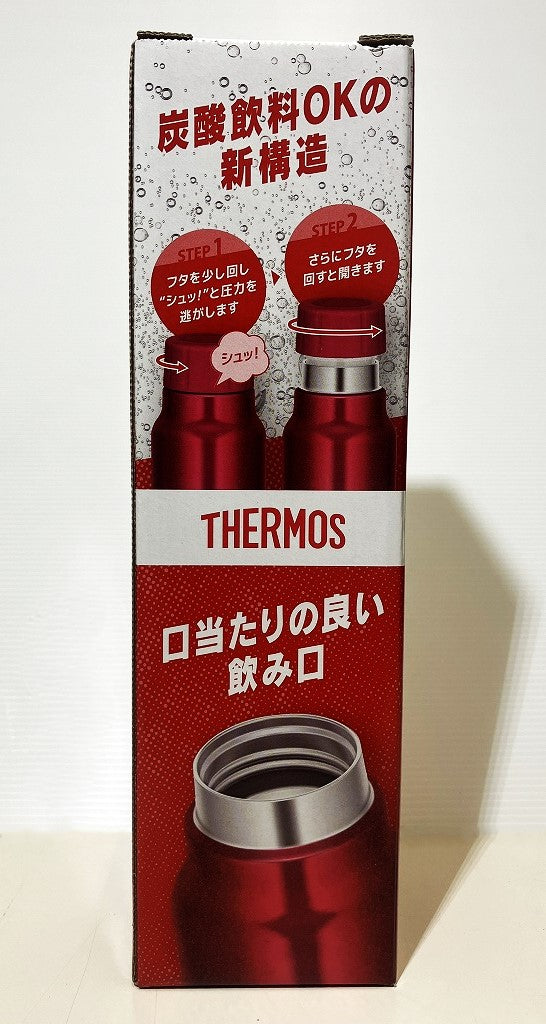 炭酸飲料OKの
新構造
STEP 1
フタを少し回し
“シュッ!”と圧力を
逃がします
STEP 2
さらにフタを
回すと開きます
シュッ!
THERMOS
口当たりの良い
飲み口